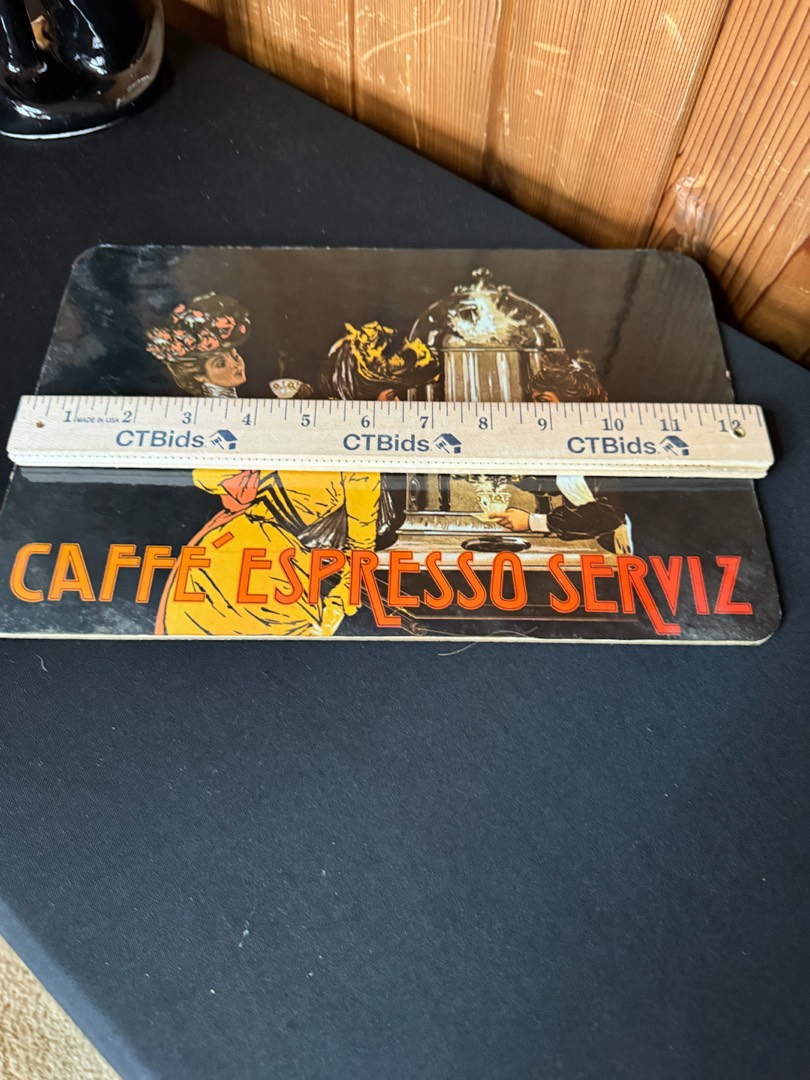 1 MADE IN USA 2 3 4 5 6 7 8 9 10 11 12
CTBids CTBids CTBids
CAFFÉ ESPRESSO SERVIZ